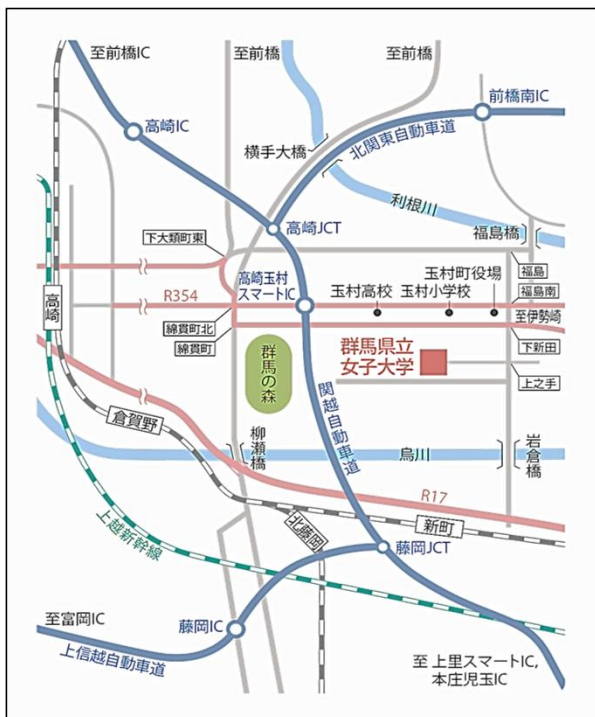 至前橋IC
至前橋
至前橋
前橋南IC
高崎IC
横手大橋
北関東自動車道
利根川
高崎JCT
福島橋
下大類町東
福島
高崎玉村
スマートIC
玉村町役場
玉村高校
玉村小学校
高崎
R354
福島南
至伊勢崎
綿貫町北
綿貫町
群馬の森
群馬県立
女子大学
下新田
上之手
関越自動車道
倉賀野
柳瀬橋
烏川
岩倉橋
R17
上越新幹線
北藤岡
新町
藤岡JCT
至富岡IC
藤岡IC
上信越自動車道
至 上里スマートIC,
本庄児玉IC